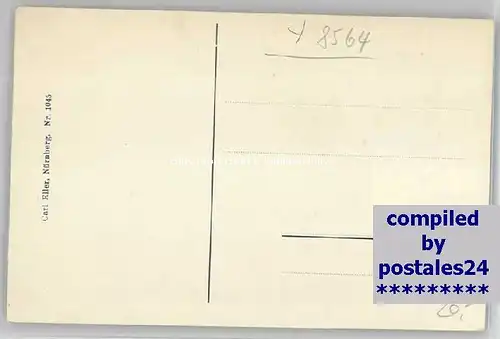 y 8564
Carl Eller, Nürnberg. Nr. 1045
compiled
by
postales24
*********